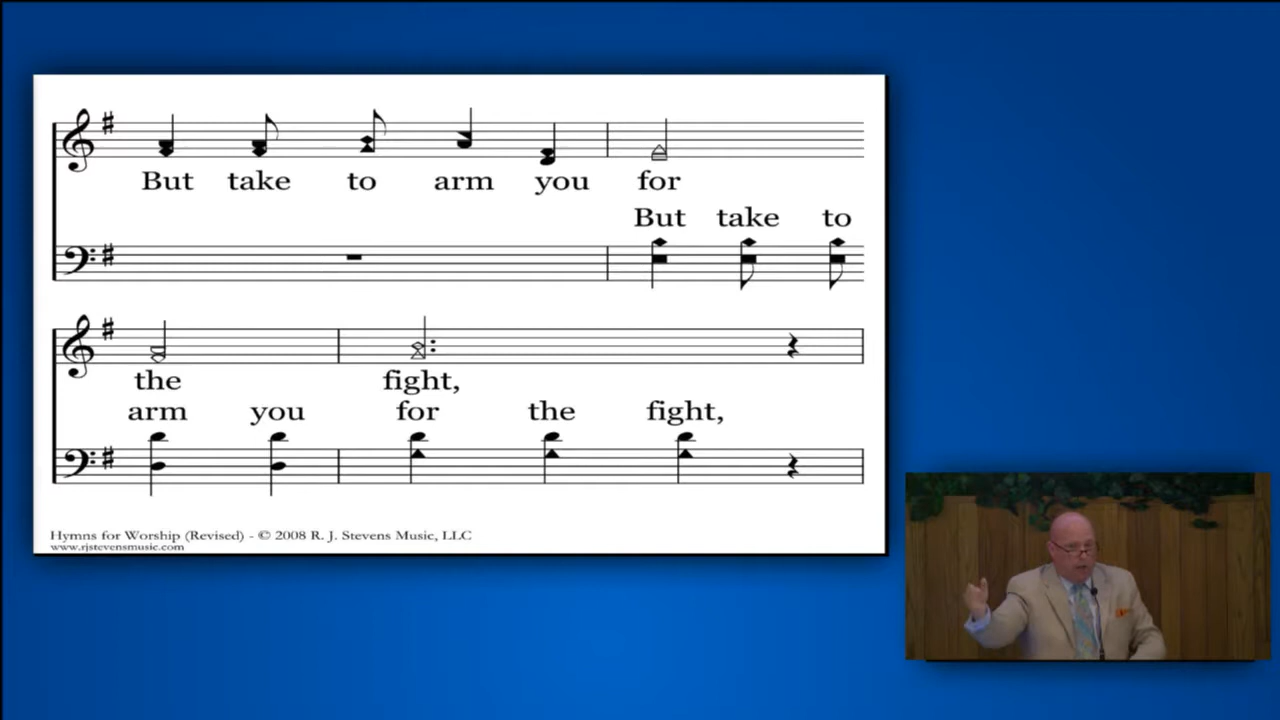 But take to arm you for
But take to
the fight,
arm you for the fight,
Hymns for Worship (Revised) - © 2008 R. J. Stevens Music, LLC
www.rjstevensmusic.com